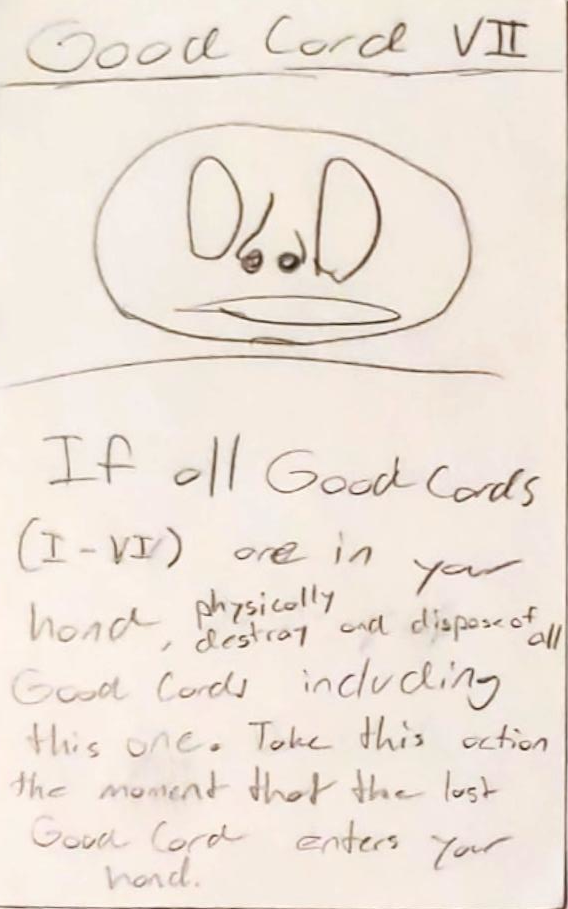 Good Card VII
If all Good Cards
(I-VI) are in your
hand, physically destroy and dispose of all
Good Cards including
this one. Take this action
the moment that the last
Good Card enters your
hand.